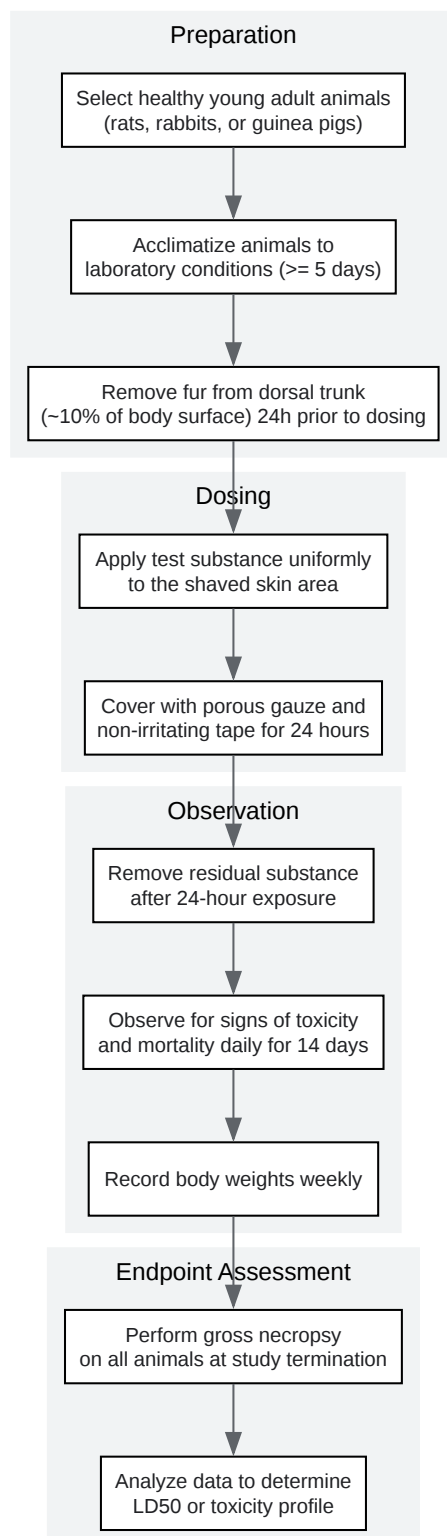 Preparation
Select healthy young adult animals
(rats, rabbits, or guinea pigs)
Acclimatize animals to
laboratory conditions (>= 5 days)
Remove fur from dorsal trunk
(~10% of body surface) 24h prior to dosing
Dosing
Apply test substance uniformly
to the shaved skin area
Cover with porous gauze and
non-irritating tape for 24 hours
Observation
Remove residual substance
after 24-hour exposure
Observe for signs of toxicity
and mortality daily for 14 days
Record body weights weekly
Endpoint Assessment
Perform gross necropsy
on all animals at study termination
Analyze data to determine
LD50 or toxicity profile